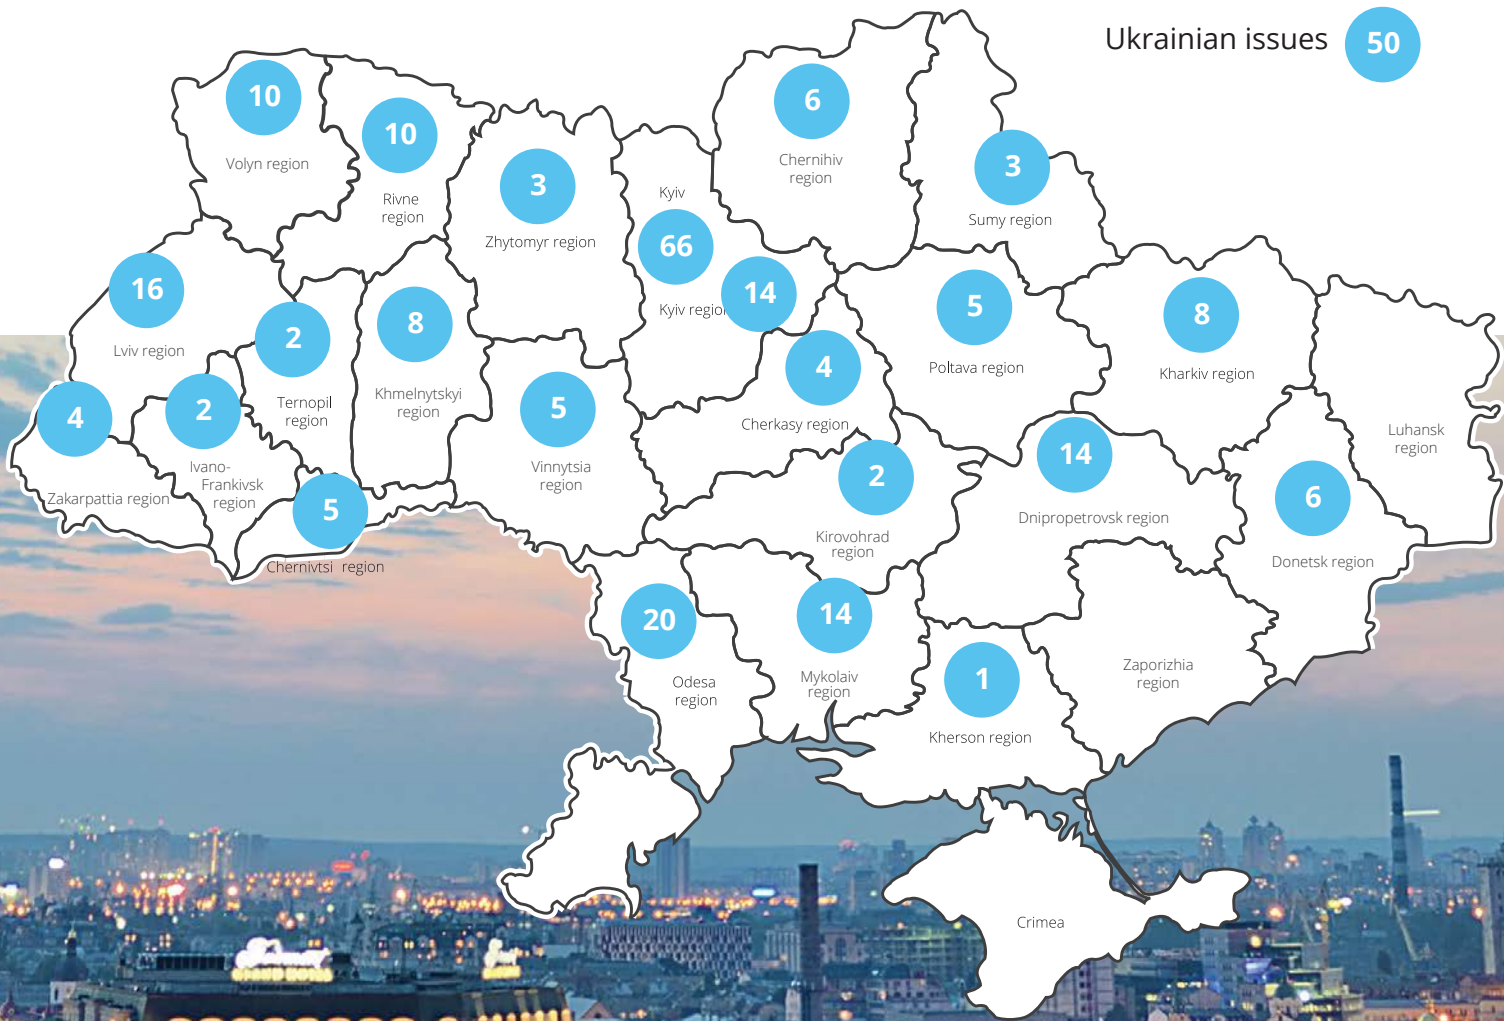 Ukrainian issues
50
10
Volyn region
10
Rivne
region
3
Zhytomyr region
Kyiv
66
Kyiv region
14
6
Chernihiv
region
3
Sumy region
16
Lviv region
2
Ternopil
region
8
Khmelnytskyi
region
5
Poltava region
8
Kharkiv region
Luhansk
region
4
Zakarpattia region
2
Ivano-
Frankivsk
region
5
Chernivtsi region
5
Vinnytsia
region
4
Cherkasy region
2
Kirovohrad
region
14
Dnipropetrovsk region
6
Donetsk region
20
Odesa
region
14
Mykolaiv
region
1
Kherson region
Zaporizhia
region
Crimea
GRAND HOTEL